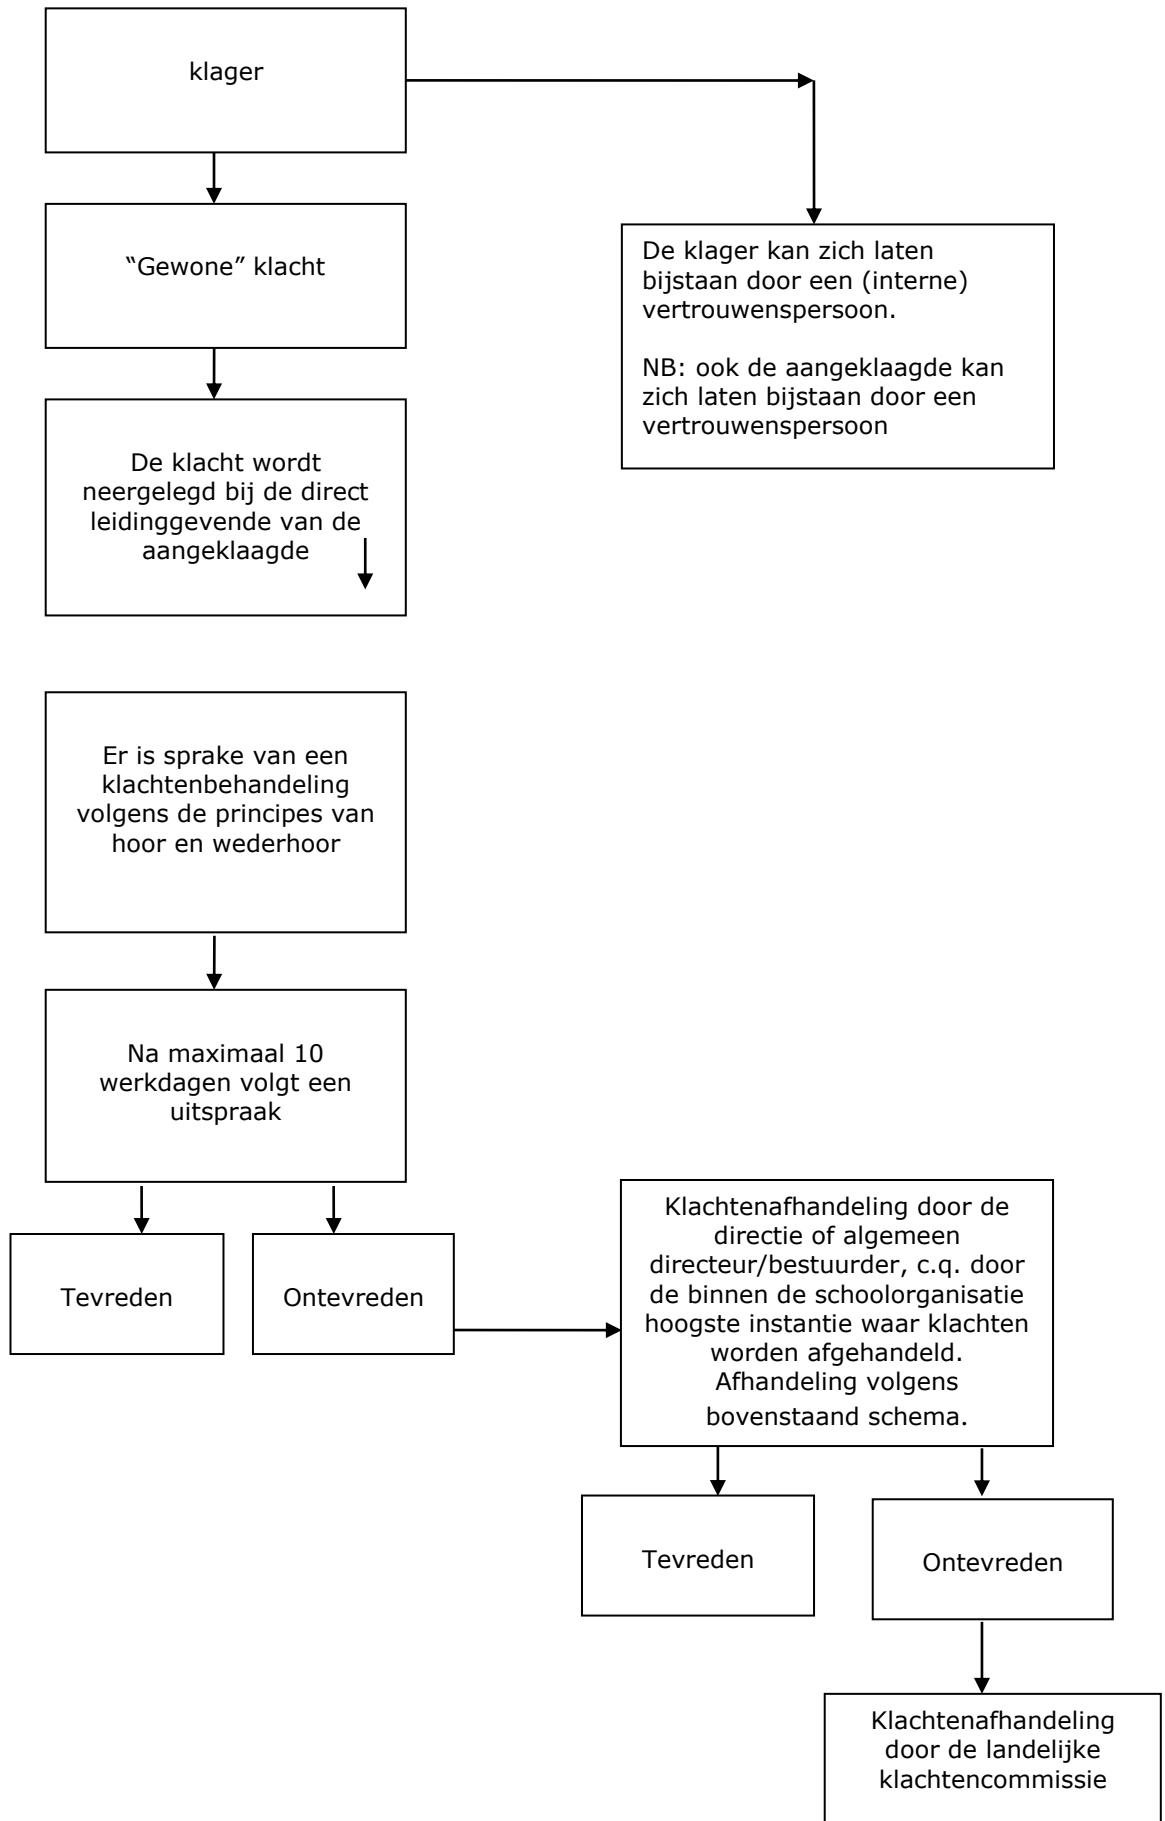 klager
“Gewone” klacht
De klager kan zich laten
bijstaan door een (interne)
vertrouwenspersoon.
NB: ook de aangeklaagde kan
zich laten bijstaan door een
vertrouwenspersoon
De klacht wordt
neergelegd bij de direct
leidinggevende van de
aangeklaagde
Er is sprake van een
klachtenbehandeling
volgens de principes van
hoor en wederhoor
Na maximaal 10
werkdagen volgt een
uitspraak
Tevreden
Ontevreden
Klachtenafhandeling door de
directie of algemeen
directeur/bestuurder, c.q. door
de binnen de schoolorganisatie
hoogste instantie waar klachten
worden afgehandeld.
Afhandeling volgens
bovenstaand schema.
Tevreden
Ontevreden
Klachtenafhandeling
door de landelijke
klachtencommissie